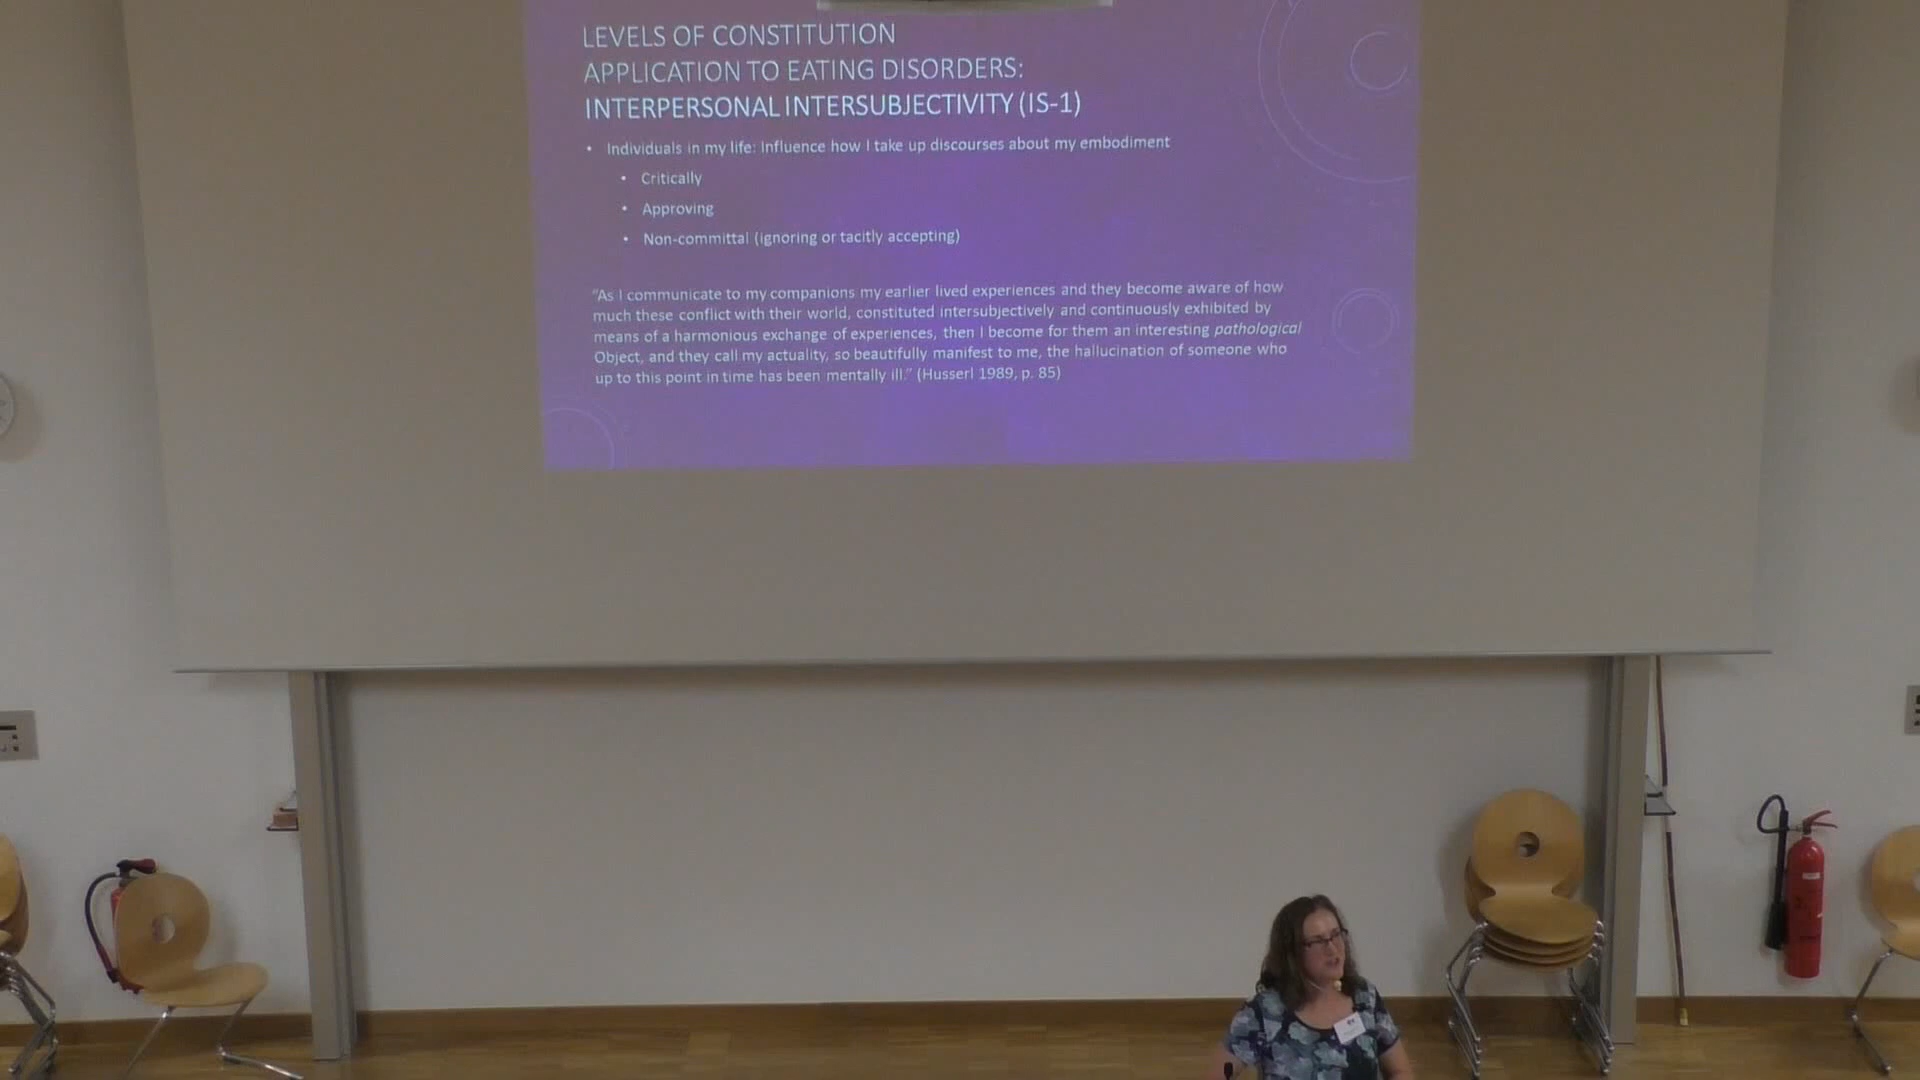 LEVELS OF CONSTITUTION
APPLICATION TO EATING DISORDERS:
INTERPERSONAL INTERSUBJECTIVITY (IS-1)
• Individuals in my life: Influence how I take up discourses about my embodiment
• Critically
• Approving
• Non-committal (ignoring or tacitly accepting)
“As I communicate to my companions my earlier lived experiences and they become aware of how
much these conflict with their world, constituted intersubjectively and continuously exhibited by
means of a harmonious exchange of experiences, then I become for them an interesting pathological
Object, and they call my actuality, so beautifully manifest to me, the hallucination of someone who
up to this point in time has been mentally ill.” (Husserl 1989, p. 85)